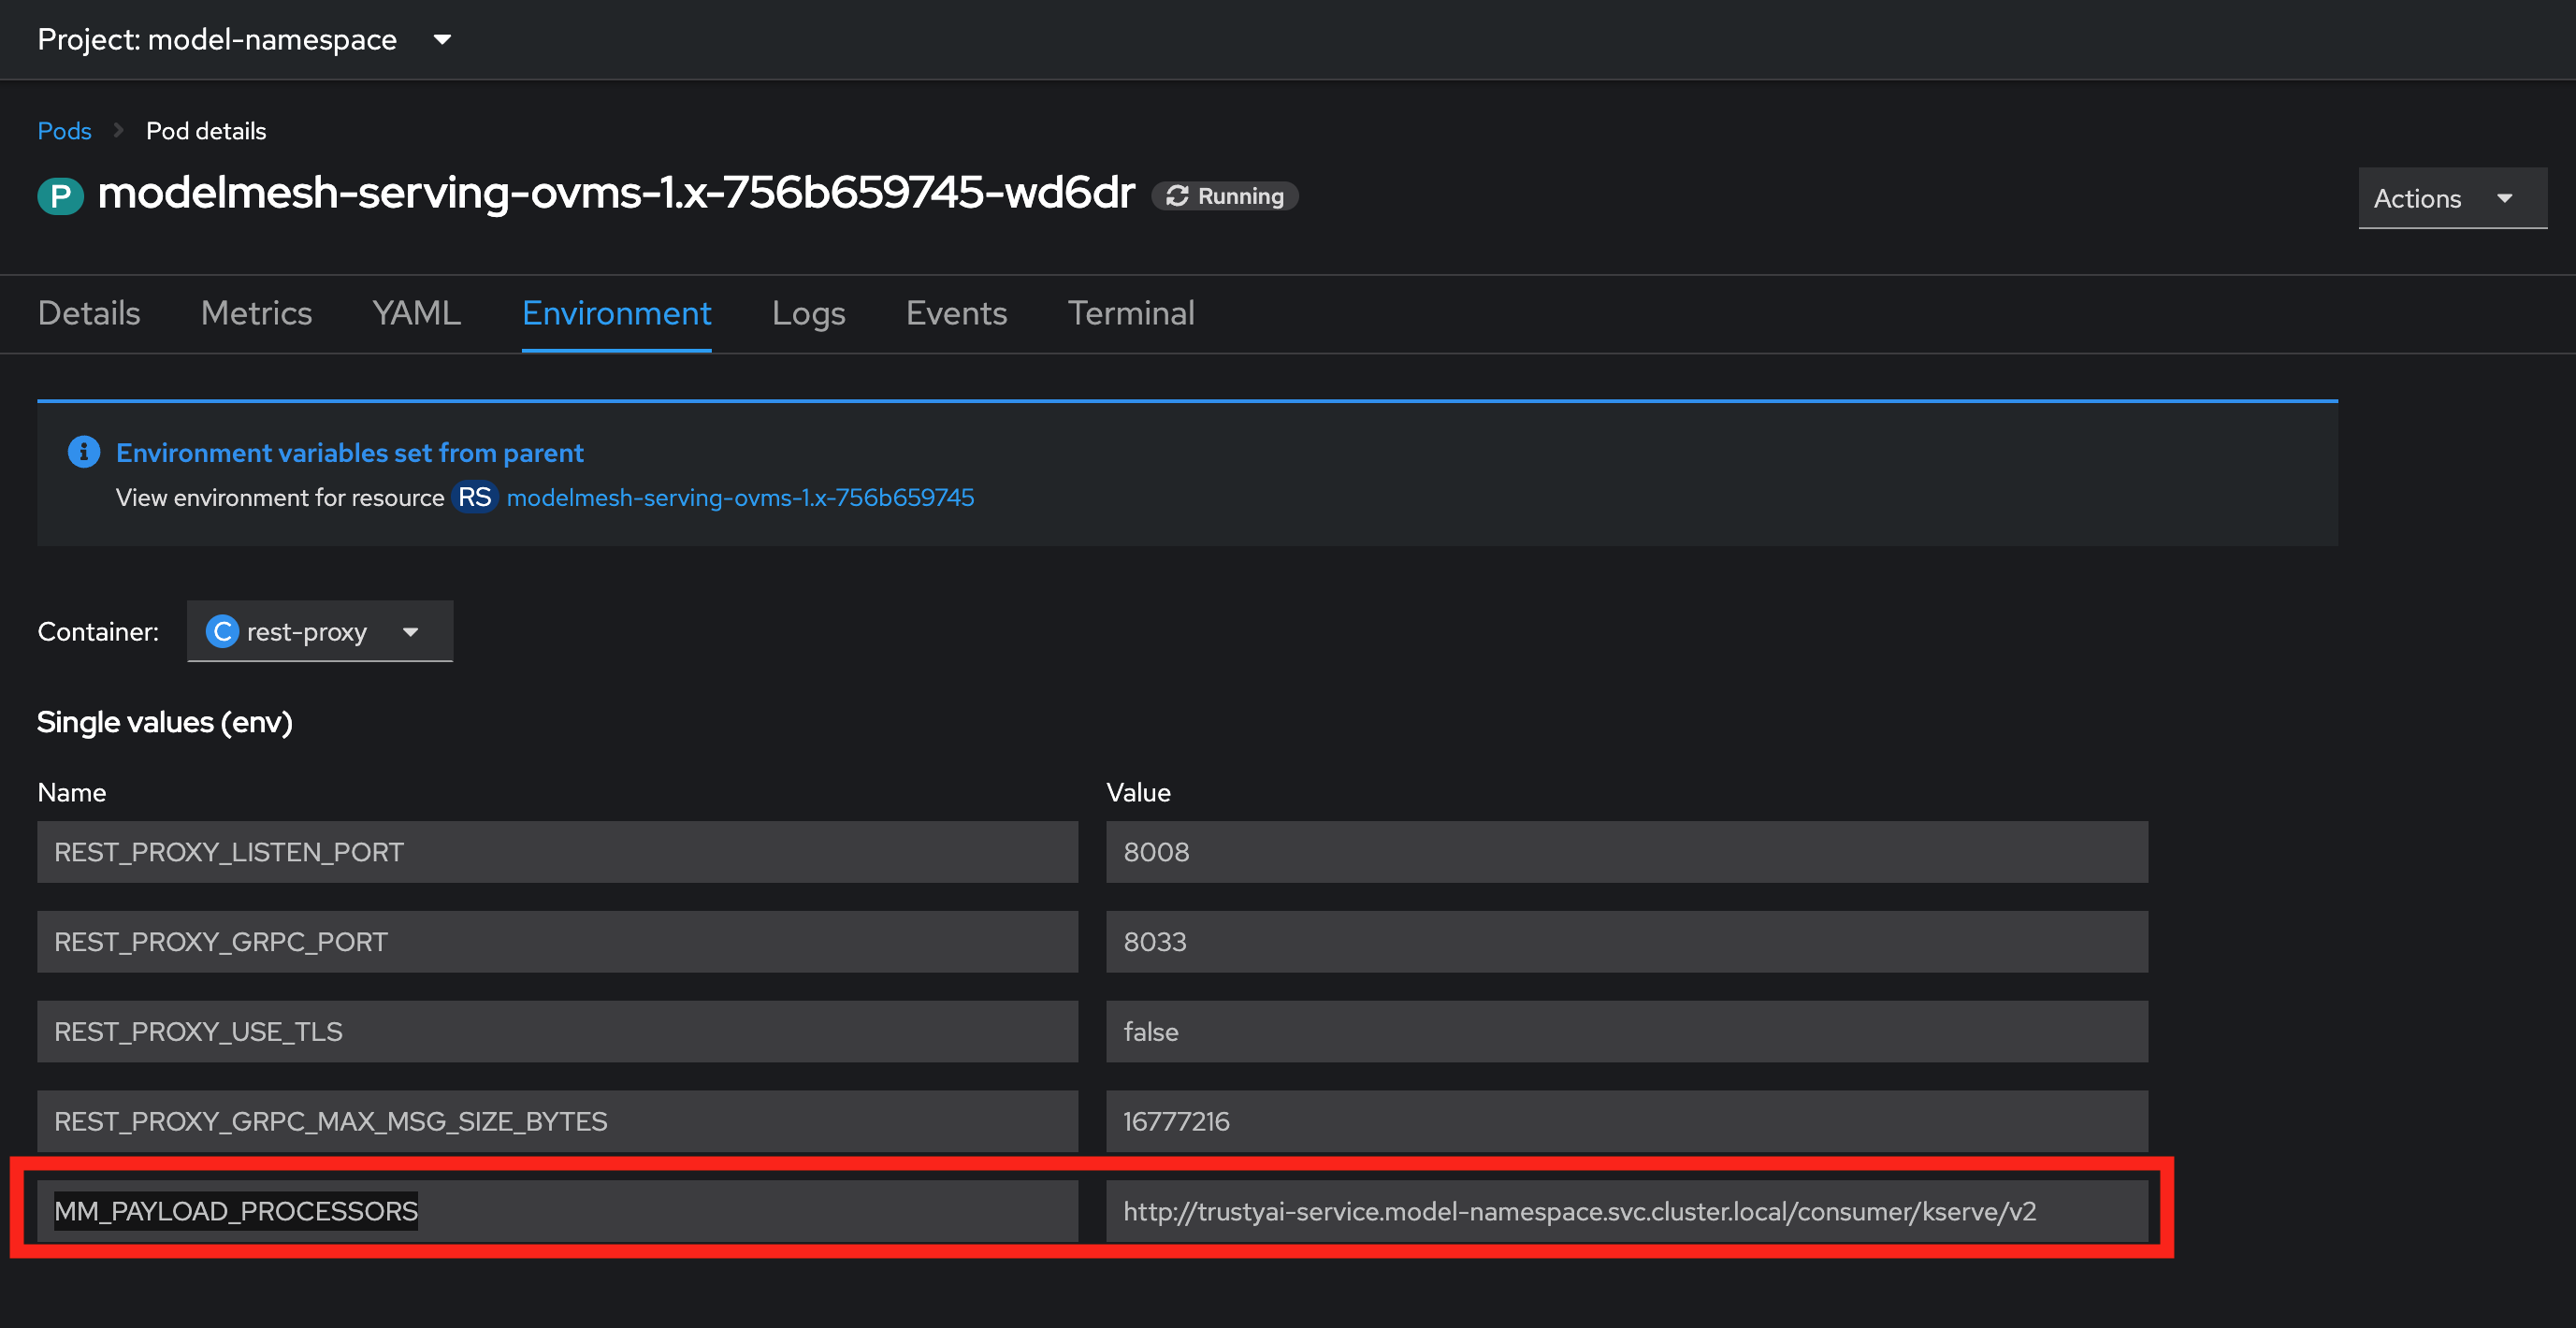 Project: model-namespace
Pods Pod details
P modelmesh-serving-ovms-1.x-756b659745-wd6dr Running
Actions
Details Metrics YAML Environment Logs Events Terminal
Environment variables set from parent
View environment for resource RS modelmesh-serving-ovms-1.x-756b659745
Container: C rest-proxy
Single values (env)
Name Value
REST_PROXY_LISTEN_PORT 8008
REST_PROXY_GRPC_PORT 8033
REST_PROXY_USE_TLS false
REST_PROXY_GRPC_MAX_MSG_SIZE_BYTES 16777216
MM_PAYLOAD_PROCESSORS http://trustyai-service.model-namespace.svc.cluster.local/consumer/kserve/v2